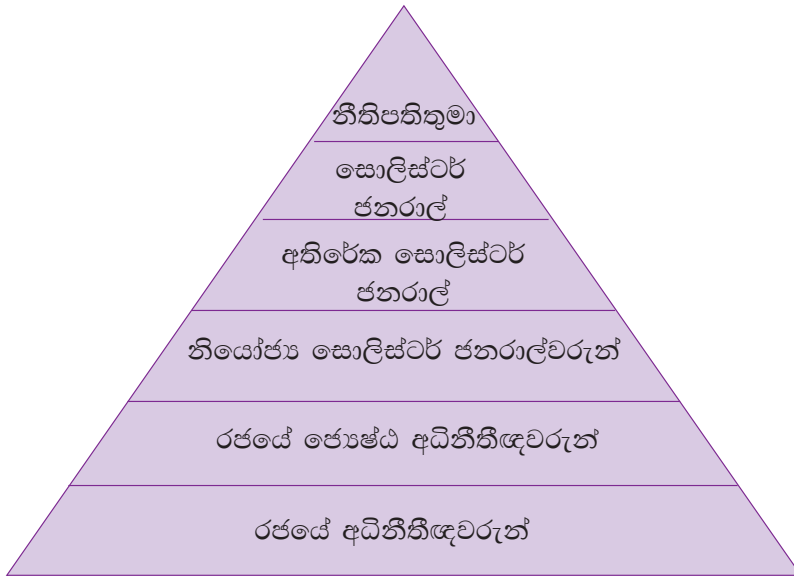 නීතිපතිතුමා
සොලිස්ටර්
ජනරාල්
අතිරේක සොලිස්ටර්
ජනරාල්
නියෝජ්‍ය සොලිස්ටර් ජනරාල්වරුන්
රජයේ ජ්‍යෙෂ්ඨ අධිනීතීඥවරුන්
රජයේ අධිනීතීඥවරුන්